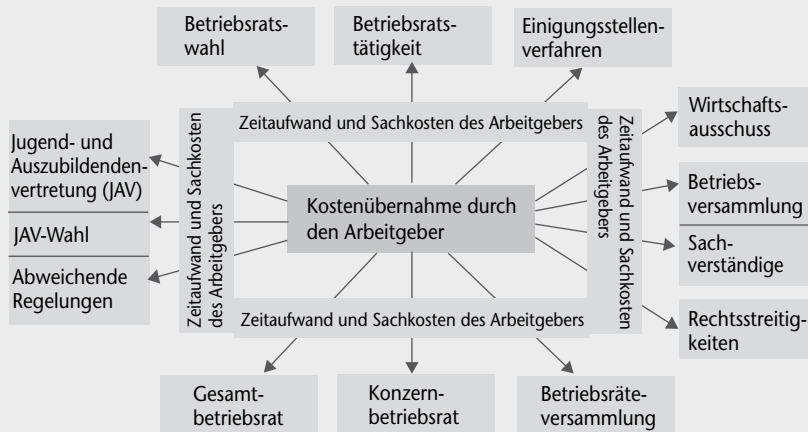 Betriebsrats-
wahl
Betriebsrats-
tätigkeit
Einigungsstellen-
verfahren
Zeitaufwand und Sachkosten des Arbeitgebers
Jugend- und
Auszubildenden-
vertretung (JAV)
JAV-Wahl
Abweichende
Regelungen
Zeitaufwand und Sachkosten
des Arbeitgebers
Kostenübernahme durch
den Arbeitgeber
Zeitaufwand und Sachkosten
des Arbeitgebers
Wirtschafts-
ausschuss
Betriebs-
versammlung
Sach-
verständige
Rechtsstreitig-
keiten
Zeitaufwand und Sachkosten des Arbeitgebers
Gesamt-
betriebsrat
Konzern-
betriebsrat
Betriebsräte-
versammlung